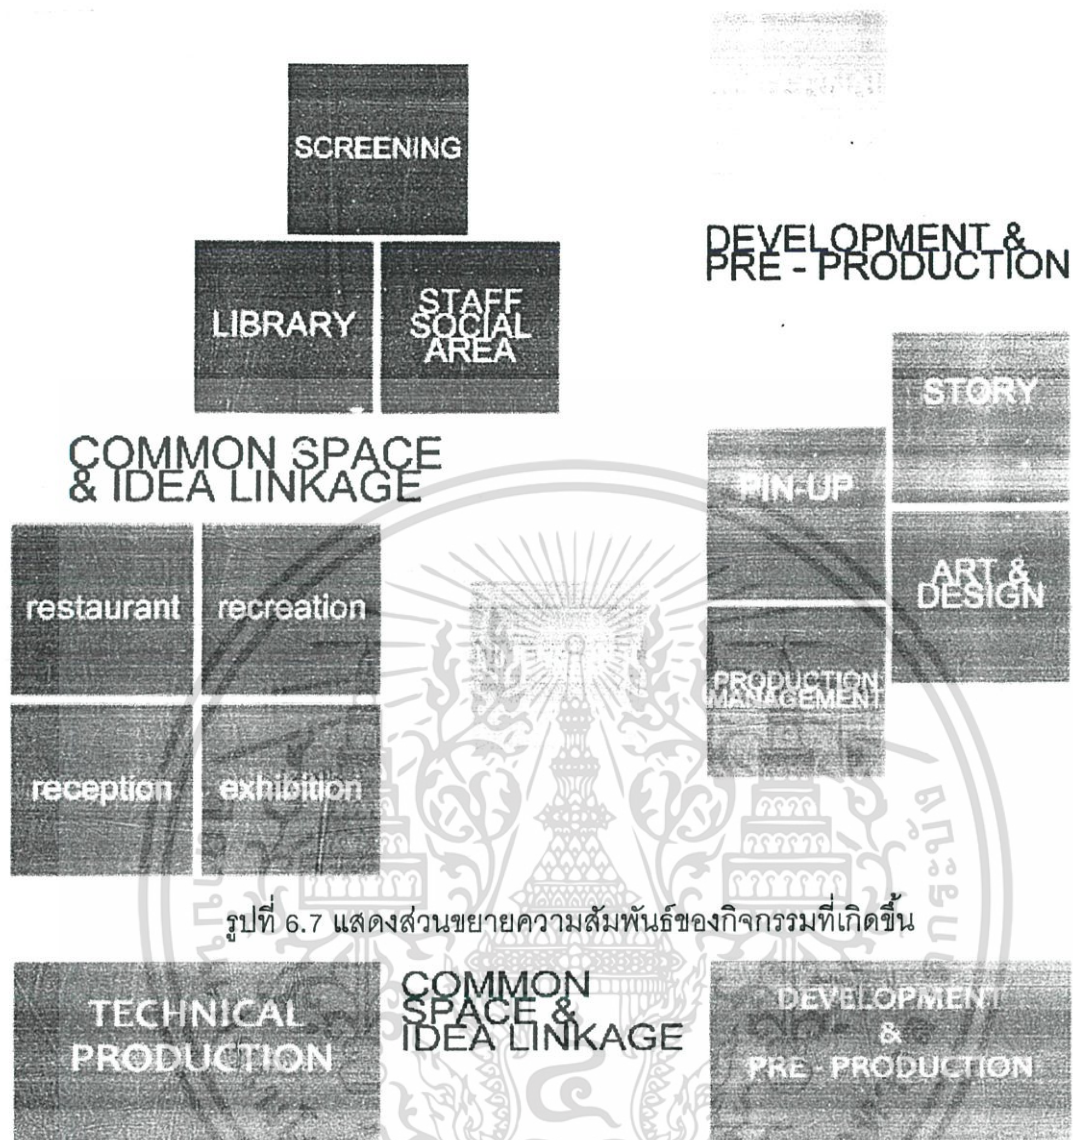 SCREENING
LIBRARY
STAFF
SOCIAL
AREA
COMMON SPACE
& IDEA LINKAGE
restaurant
recreation
reception
exhibition
DEVELOPMENT &
PRE - PRODUCTION
STORY
PIN-UP
ART &
DESIGN
PRODUCTION
MANAGEMENT
รูปที่ 6.7 แสดงส่วนขยายความสัมพันธ์ของกิจกรรมที่เกิดขึ้น
TECHNICAL
PRODUCTION
COMMON
SPACE &
IDEA LINKAGE
DEVELOPMENT
&
PRE - PRODUCTION